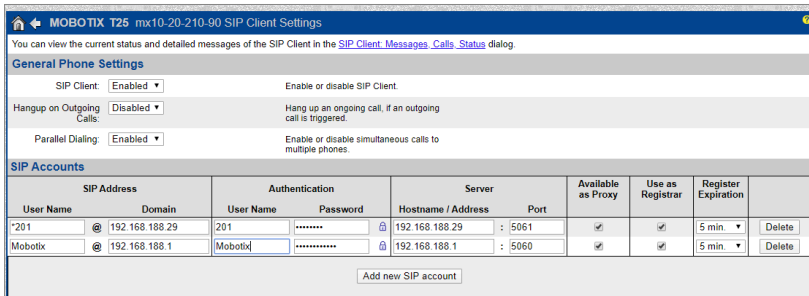 MOBOTIX T25 mx10-20-210-90 SIP Client Settings
?
You can view the current status and detailed messages of the SIP Client in the SIP Client: Messages, Calls, Status dialog.
General Phone Settings
SIP Client: Enabled Enable or disable SIP Client.
Hangup on Outgoing Calls: Disabled Hang up an ongoing call, if an outgoing
call is triggered.
Parallel Dialing: Enabled Enable or disable simultaneous calls to
multiple phones.
SIP Accounts
SIP Address Authentication Server Available as Proxy Use as Registrar Register Expiration
User Name Domain User Name Password Hostname / Address Port
*201 @ 192.168.188.29 201 •••••••• 192.168.188.29 : 5061 5 min. Delete
Mobotix @ 192.168.188.1 Mobotix •••••••••••• 192.168.188.1 : 5060 5 min. Delete
Add new SIP account